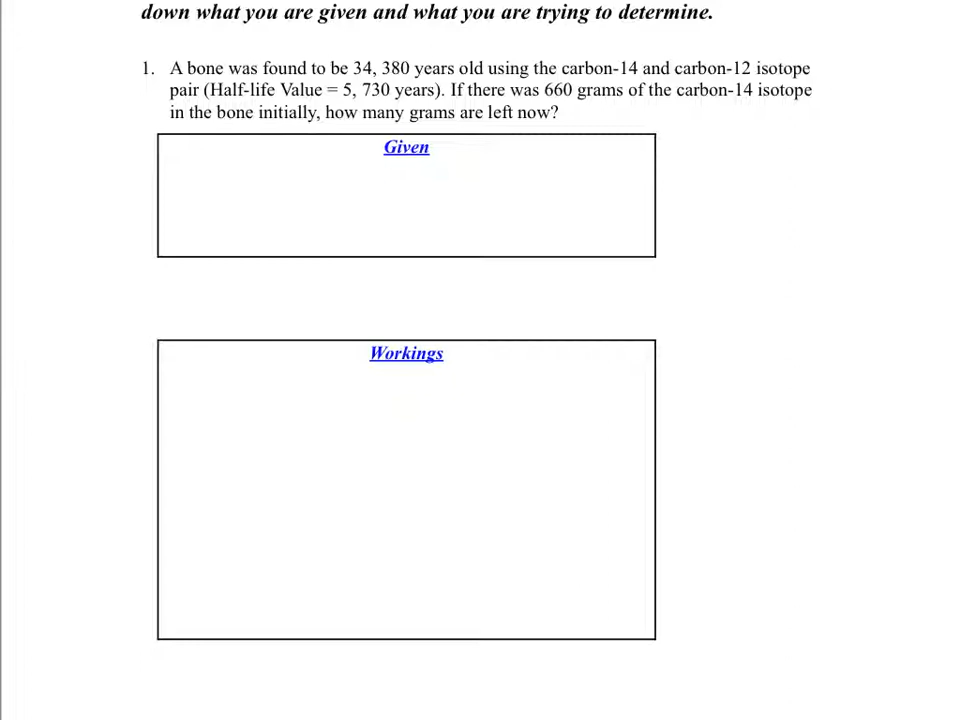 down what you are given and what you are trying to determine.
1. A bone was found to be 34, 380 years old using the carbon-14 and carbon-12 isotope
pair (Half-life Value = 5, 730 years). If there was 660 grams of the carbon-14 isotope
in the bone initially, how many grams are left now?
Given
Workings